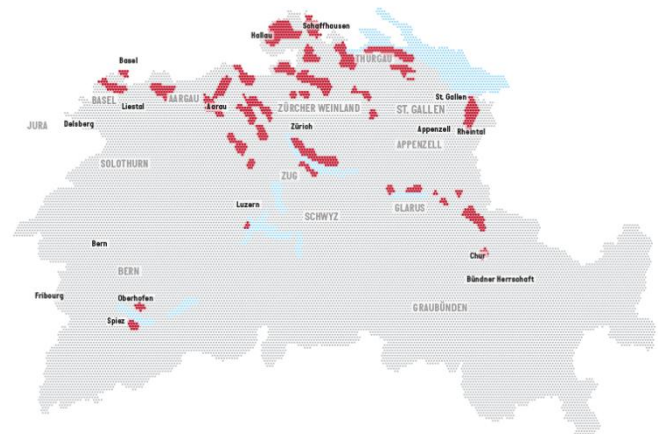 Schaffhausen
Hallau
THURGAU
Basel
BASEL
AARGAU
Liestal
Aarau
ZÜRCHER WEINLAND
St. Gallen
ST. GALLEN
JURA
Delsberg
Zürich
Appenzell
Rheintal
APPENZELL
SOLOTHURN
ZUG
Luzern
GLARUS
SCHWYZ
Bern
Chur
BERN
Bündner Herrschaft
Fribourg
Oberhofen
GRAUBÜNDEN
Spiez